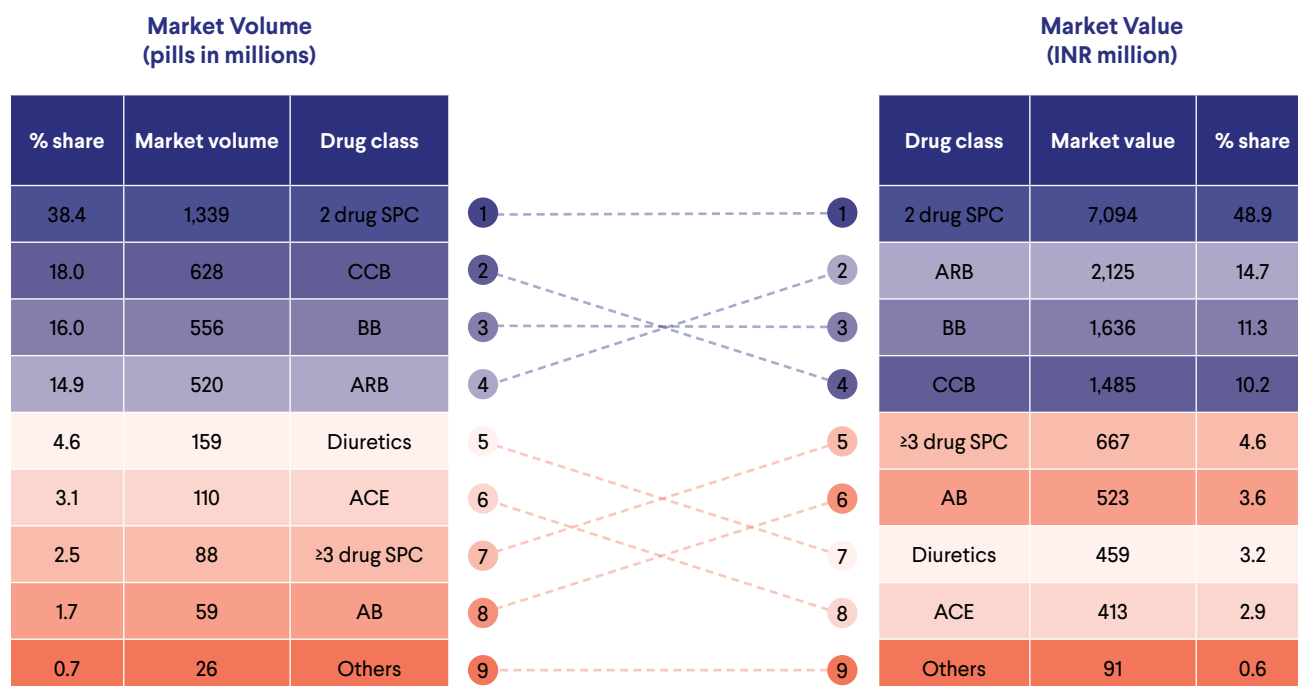 Market Volume
(pills in millions)
Market Value
(INR million)
% share Market volume Drug class
38.4 1,339 2 drug SPC
18.0 628 CCB
16.0 556 BB
14.9 520 ARB
4.6 159 Diuretics
3.1 110 ACE
2.5 88 ≥3 drug SPC
1.7 59 AB
0.7 26 Others
1 1
2 2
3 3
4 4
5 5
6 6
7 7
8 8
9 9
Drug class Market value % share
2 drug SPC 7,094 48.9
ARB 2,125 14.7
BB 1,636 11.3
CCB 1,485 10.2
≥3 drug SPC 667 4.6
AB 523 3.6
Diuretics 459 3.2
ACE 413 2.9
Others 91 0.6